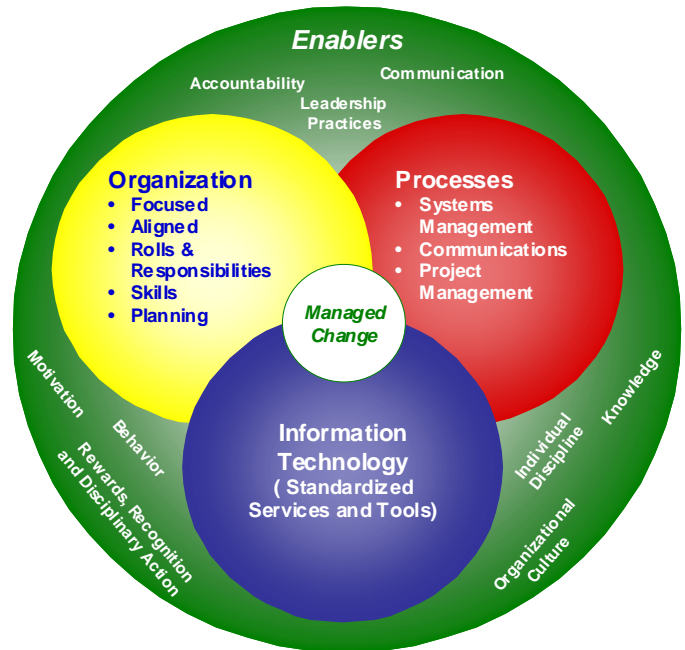 Enablers
Accountability
Communication
Leadership
Practices
Organization
• Focused
• Aligned
• Rolls &
Responsibilities
• Skills
• Planning
Processes
• Systems
Management
• Communications
• Project
Management
Managed
Change
Information
Technology
( Standardized
Services and Tools)
Motivation
Behavior
Rewards, Recognition
and Disciplinary Action
Individual
Discipline
Knowledge
Organizational
Culture